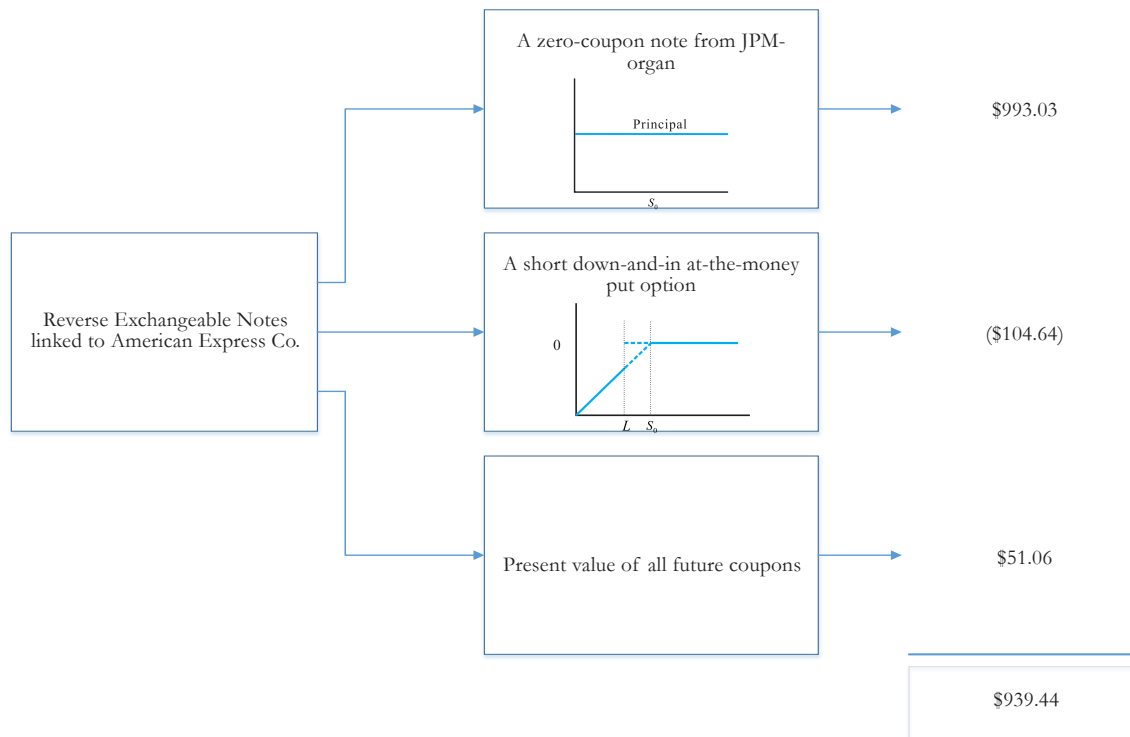 A zero-coupon note from JPM-
organ
Principal
S₀
$993.03
Reverse Exchangeable Notes
linked to American Express Co.
A short down-and-in at-the-money
put option
0
L S₀
($104.64)
Present value of all future coupons
$51.06
$939.44